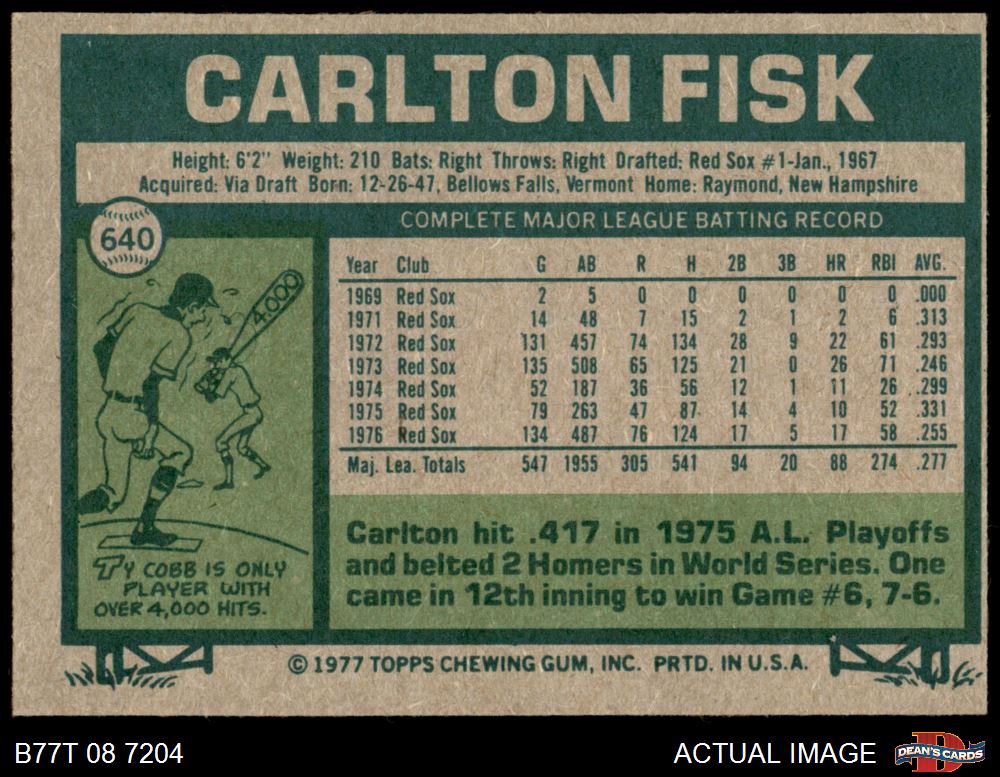 CARLTON FISK
Height: 6'2" Weight: 210 Bats: Right Throws: Right Drafted: Red Sox #1-Jan., 1967
Acquired: Via Draft Born: 12-26-47, Bellows Falls, Vermont Home: Raymond, New Hampshire
640
COMPLETE MAJOR LEAGUE BATTING RECORD
Year Club G AB R H 2B 3B HR RBI AVG.
1969 Red Sox 2 5 0 0 0 0 0 0 .000
1971 Red Sox 14 48 7 15 2 1 2 6 .313
1972 Red Sox 131 457 74 134 28 9 22 61 .293
1973 Red Sox 135 508 65 125 21 0 26 71 .246
1974 Red Sox 52 187 36 56 12 1 11 26 .299
1975 Red Sox 79 263 47 87 14 4 10 52 .331
1976 Red Sox 134 487 76 124 17 5 17 58 .255
Maj. Lea. Totals 547 1955 305 541 94 20 88 274 .277
4,000
TY COBB IS ONLY
PLAYER WITH
OVER 4,000 HITS.
Carlton hit .417 in 1975 A.L. Playoffs
and belted 2 Homers in World Series. One
came in 12th inning to win Game #6, 7-6.
© 1977 TOPPS CHEWING GUM, INC. PRTD. IN U.S.A.
B77T 08 7204
ACTUAL IMAGE
D
DEAN'S CARDS